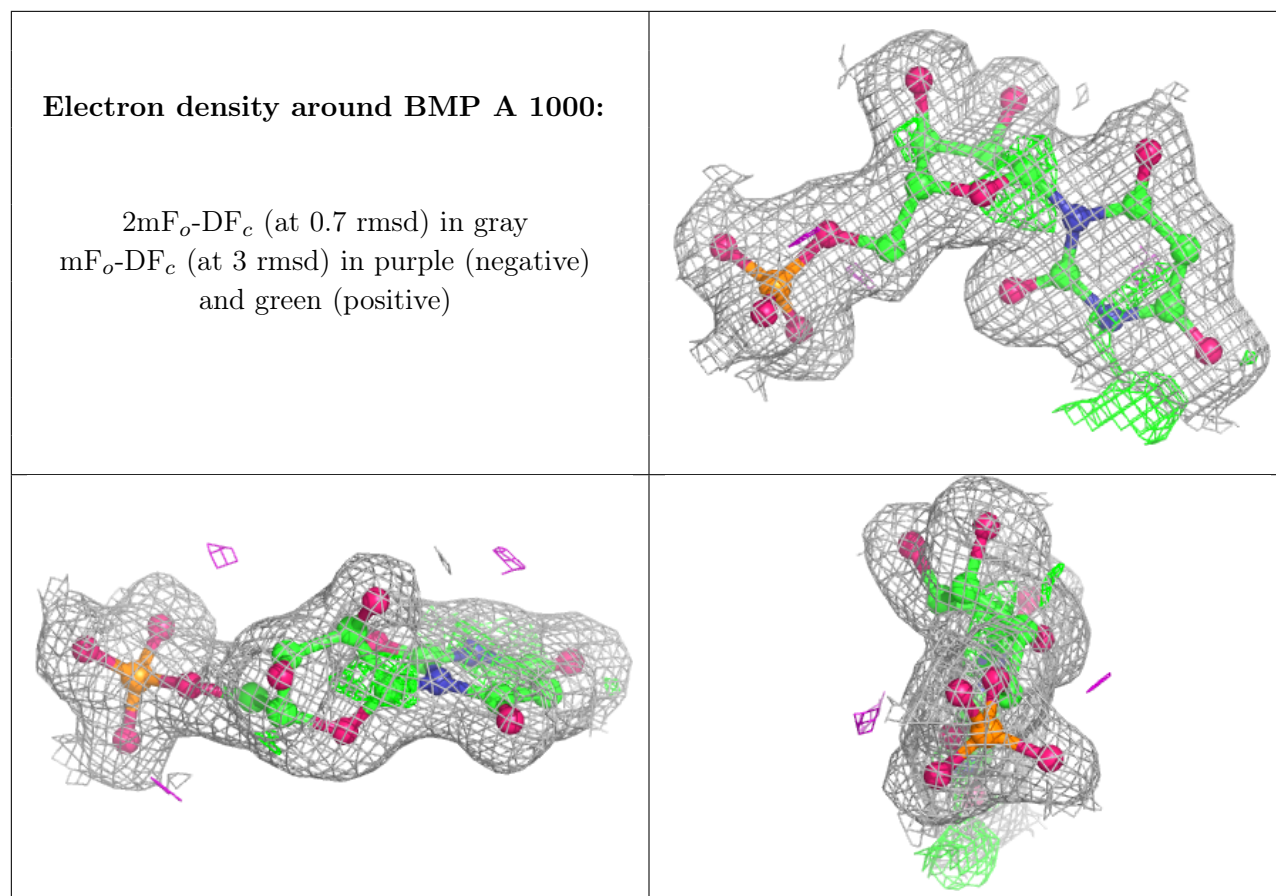 Electron density around BMP A 1000:
2mFo-DFc (at 0.7 rmsd) in gray
mFo-DFc (at 3 rmsd) in purple (negative)
and green (positive)